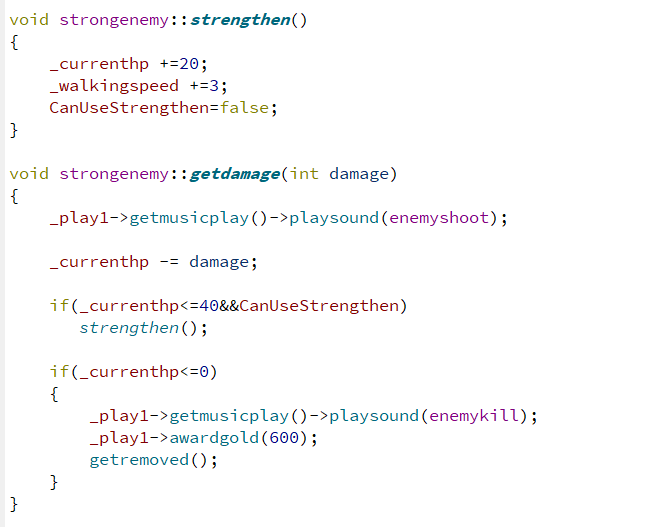 void strongenemy::strengthen()
{
    _currenthp +=20;
    _walkingspeed +=3;
    CanUseStrengthen=false;
}

void strongenemy::getdamage(int damage)
{
    _play1->getmusicplay()->playsound(enemyshoot);

    _currenthp -= damage;

    if(_currenthp<=40&&CanUseStrengthen)
       strengthen();

    if(_currenthp<=0)
    {
        _play1->getmusicplay()->playsound(enemykill);
        _play1->awardgold(600);
        getremoved();
    }
}